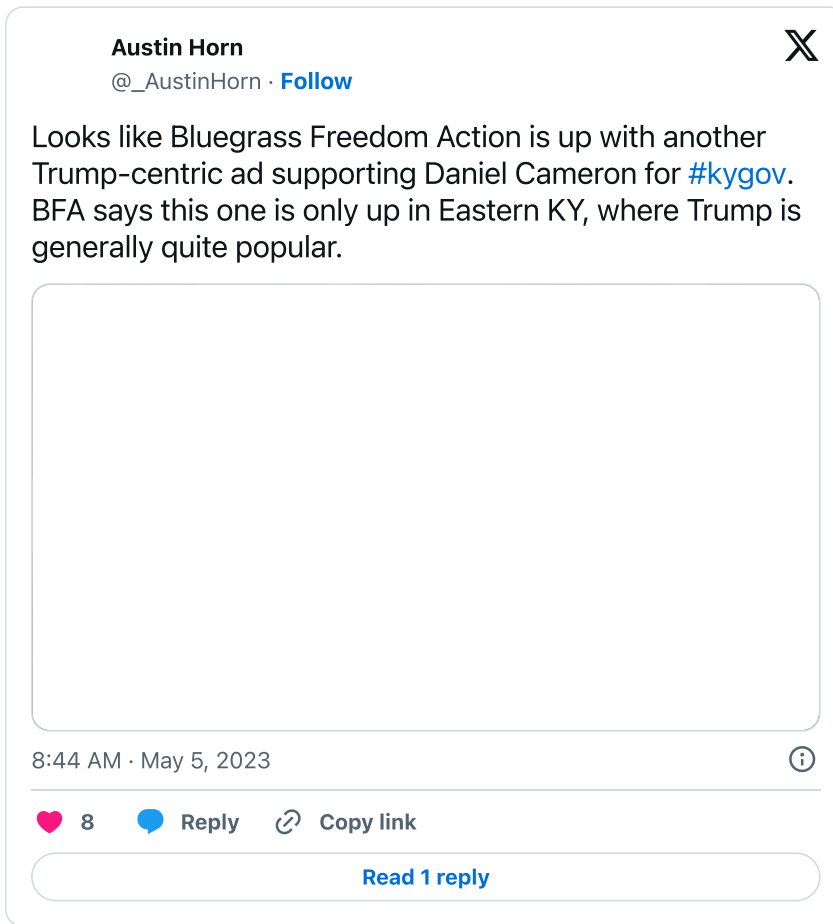 Austin Horn
@_AustinHorn · Follow
Looks like Bluegrass Freedom Action is up with another
Trump-centric ad supporting Daniel Cameron for #kygov.
BFA says this one is only up in Eastern KY, where Trump is
generally quite popular.
8:44 AM · May 5, 2023
8 Reply Copy link
Read 1 reply